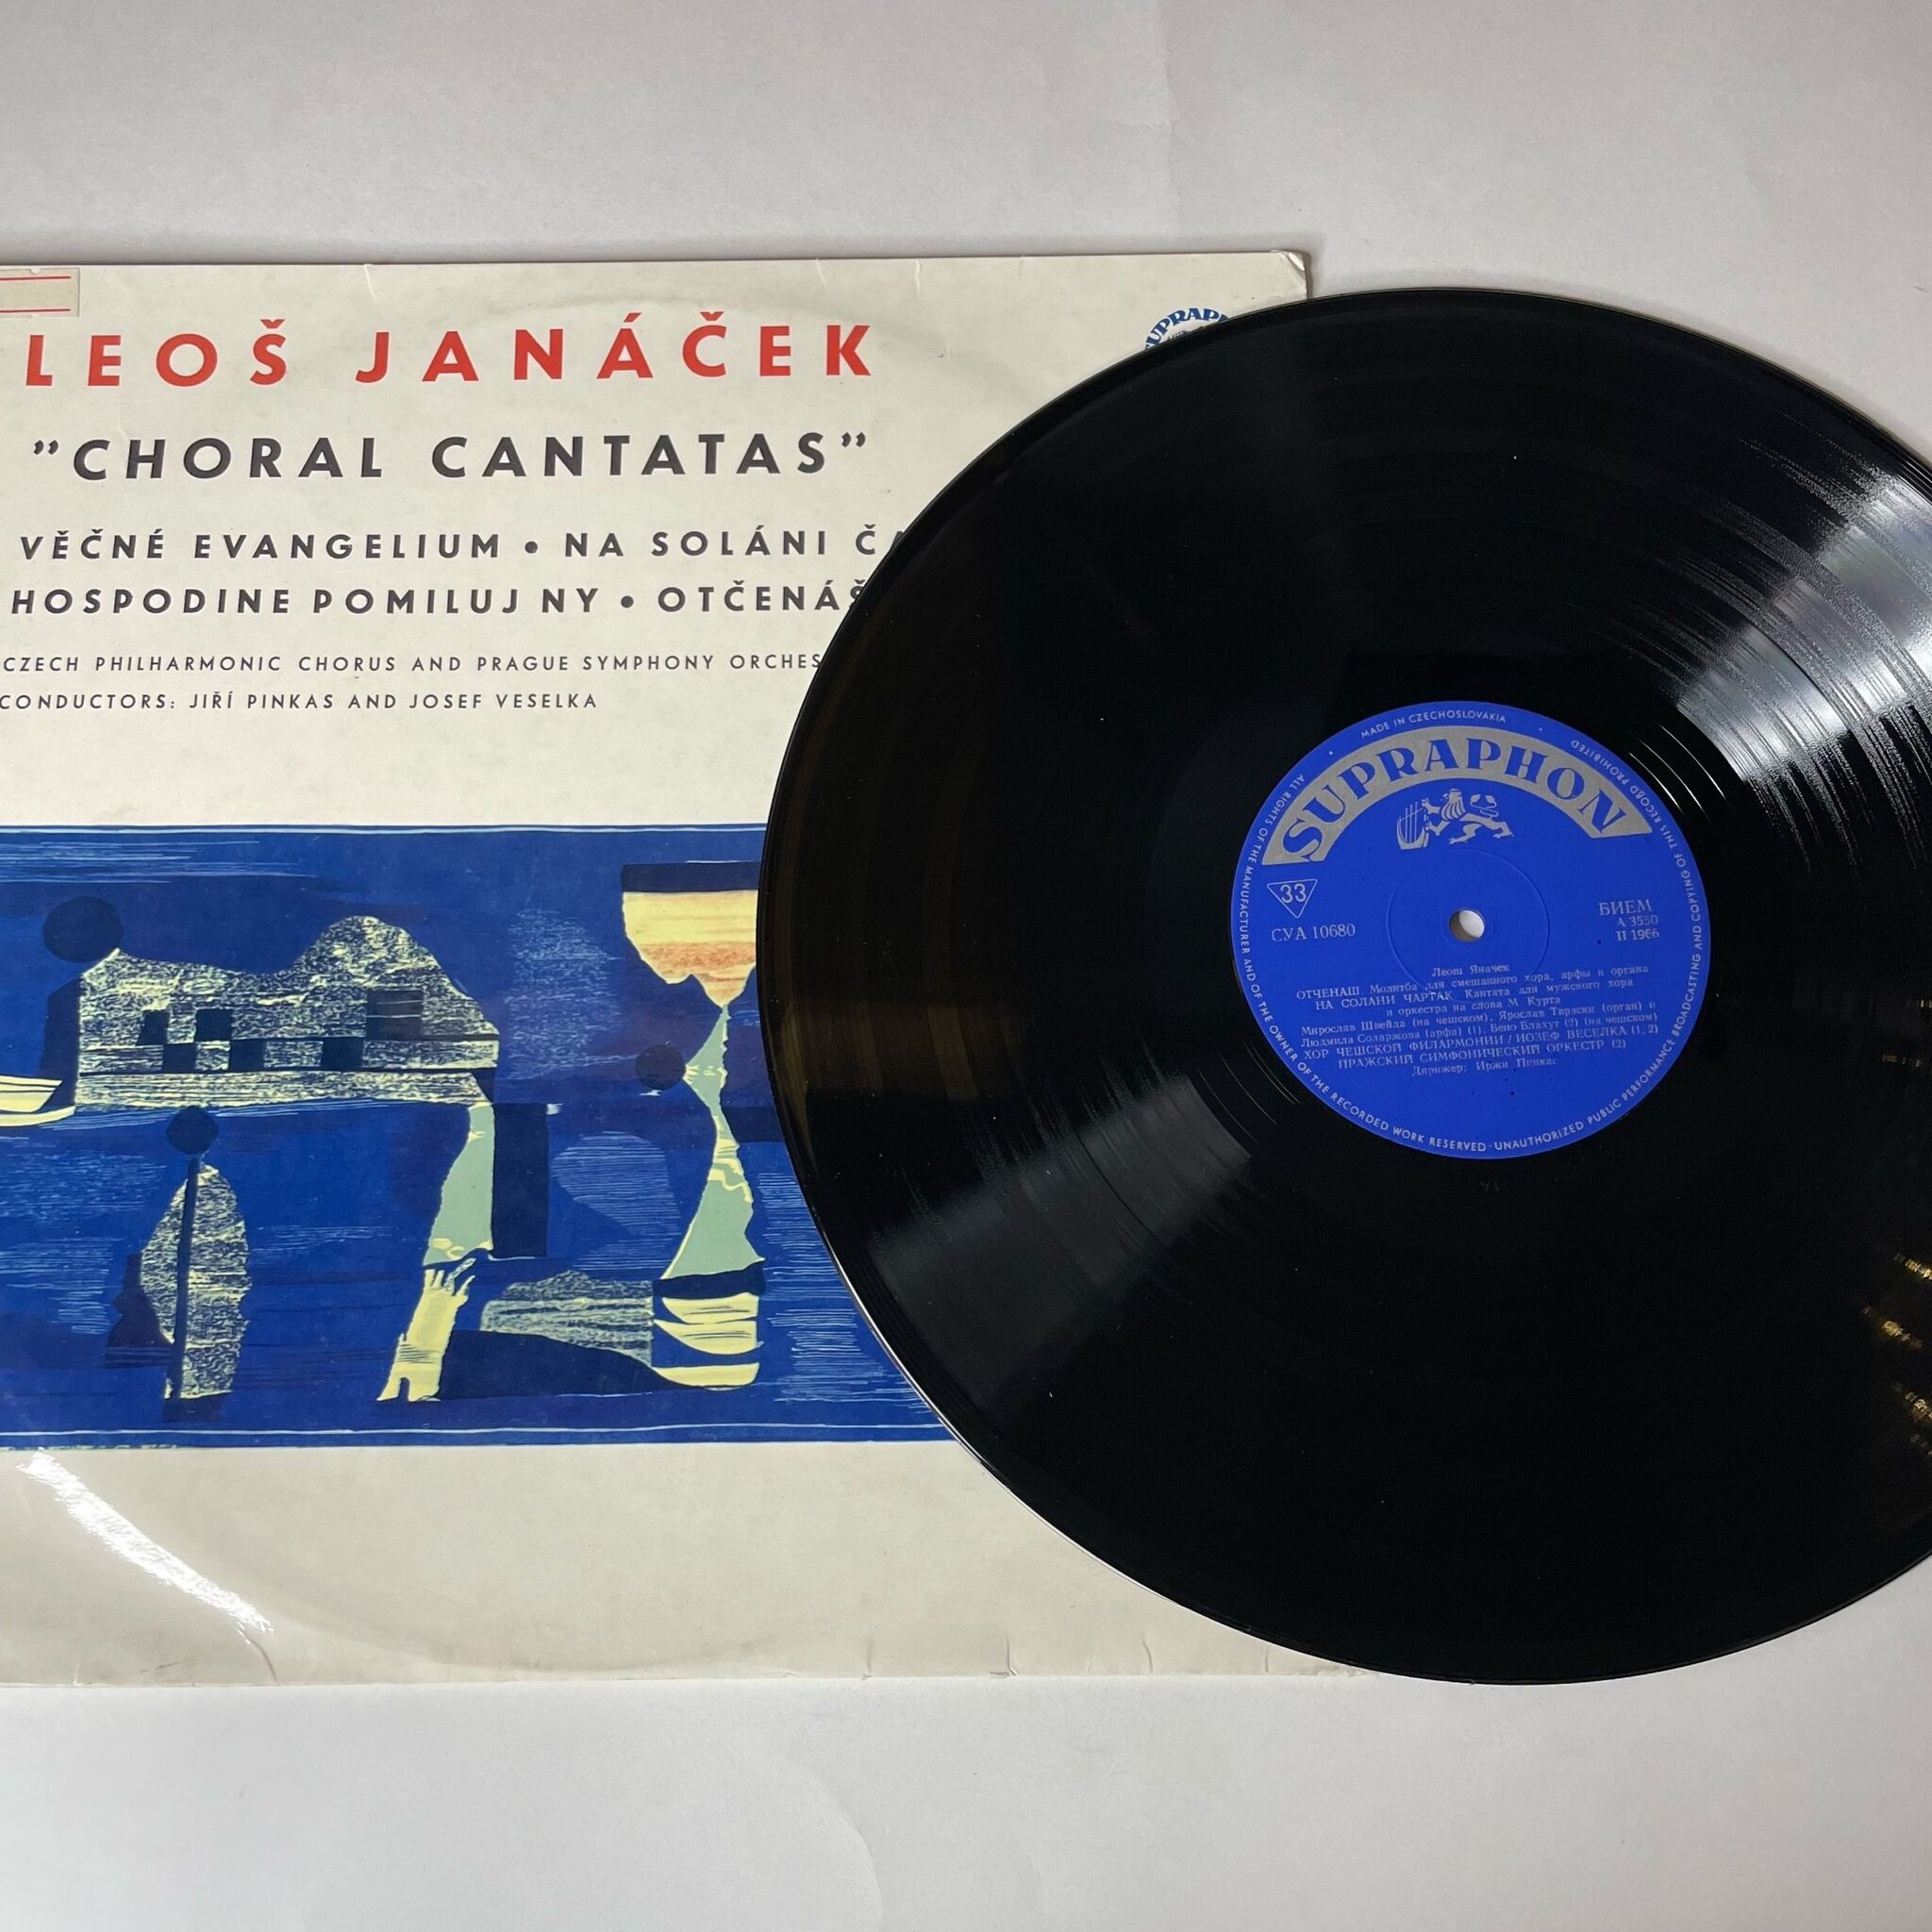 LEOŠ JANÁČEK
"CHORAL CANTATAS"
VĚČNÉ EVANGELIUM • NA SOLÁNI ČA
HOSPODINE POMILUJ NY • OTČENÁŠ
CZECH PHILHARMONIC CHORUS AND PRAGUE SYMPHONY ORCHES
CONDUCTORS: JIŘÍ PINKAS AND JOSEF VESELKA
SUPRAPH
MADE IN CZECHOSLOVAKIA
SUPRAPHON
33
СУА 10680
БИЕМ
А 3550
II 1966
Леош Яначек
ОТЧЕНАШ Молитва для смешанного хора, арфы и органа
НА СОЛАНИ ЧАРТАК Кантата для мужского хора
и оркестра на слова М. Курта
Мирослав Швейда (на чешском), Ярослав (орган) и
Людмила (арфа) (1), Бено Блахут (2) (на чешском)
ХОР ЧЕШСКОЙ ФИЛАРМОНИИ / ИОЗЕФ ВЕСЕЛКА (1, 2)
ПРАЖСКИЙ СИМФОНИЧЕСКИЙ ОРКЕСТР (2)
Дирижер: Иржи Пинкас
ALL RIGHTS OF THE MANUFACTURER AND OF THE OWNER OF THE RECORDED WORK RESERVED - UNAUTHORIZED PUBLIC PERFORMANCE BROADCASTING AND COPYING OF THIS RECORD PROHIBITED